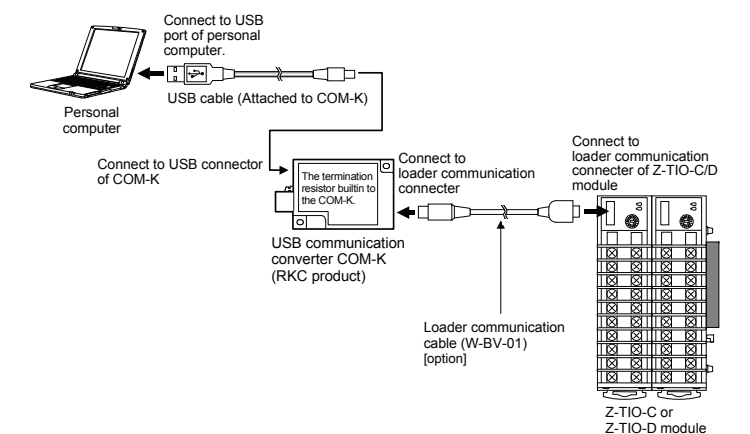 Connect to USB
port of personal
computer.
USB cable (Attached to COM-K)
Personal
computer
Connect to USB connector
of COM-K
The termination
resistor builtin to
the COM-K.
Connect to
loader communication
connecter
Connect to
loader communication
connecter of Z-TIO-C/D
module
USB communication
converter COM-K
(RKC product)
Loader communication
cable (W-BV-01)
[option]
Z-TIO-C or
Z-TIO-D module